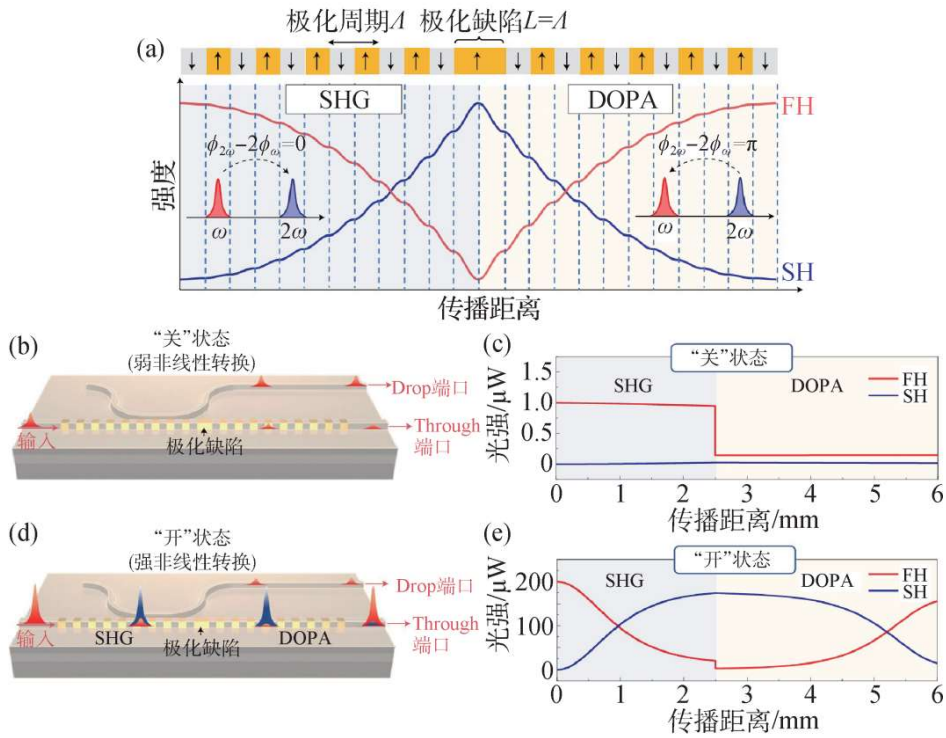 (a)
极化周期Λ
极化缺陷L=Λ
↓ ↑ ↓ ↑ ↓ ↑ ↓ ↑ ↓ ↑ ↓ ↑ ↓ ↑ ↓ ↑ ↓ ↑ ↓ ↑ ↓ ↑ ↓
SHG
DOPA
FH
ϕ2ω−2ϕω=0
ϕ2ω−2ϕω=π
强度
ω
2ω
ω
2ω
SH
传播距离
(b)
“关”状态
(弱非线性转换)
Drop端口
输入
极化缺陷
Through
端口
(c)
“关”状态
SHG
DOPA
FH
SH
光强/μW
1.5
1.0
0.5
0
0 1 2 3 4 5 6
传播距离/mm
(d)
“开”状态
(强非线性转换)
Drop端口
输入
SHG
极化缺陷
DOPA
Through
端口
(e)
“开”状态
SHG
DOPA
FH
SH
光强/μW
200
100
0
0 1 2 3 4 5 6
传播距离/mm